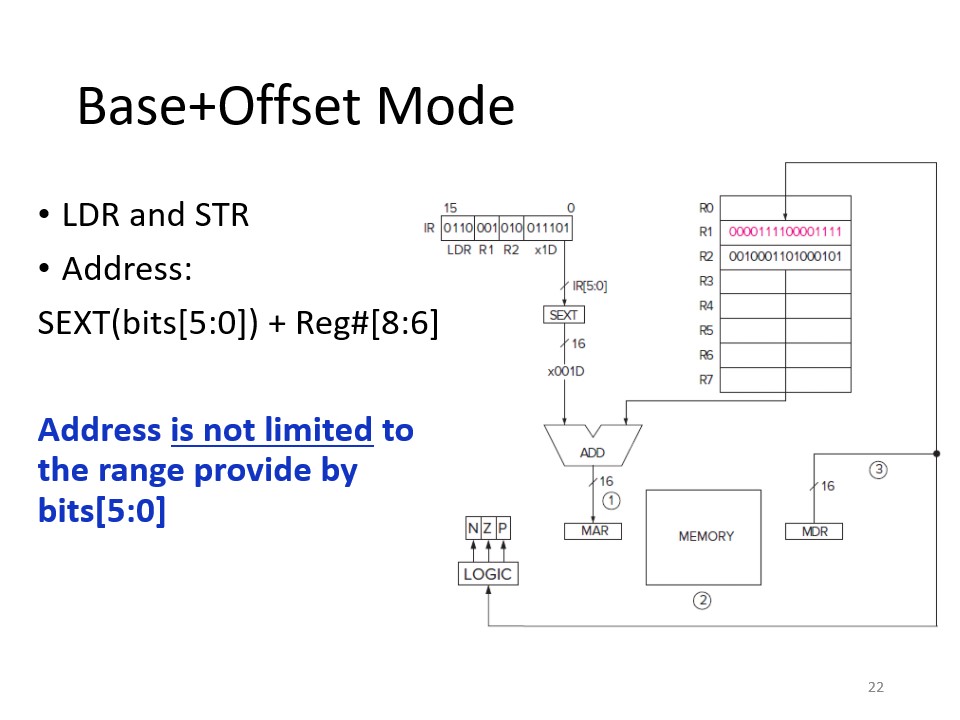 Base+Offset Mode
• LDR and STR
• Address:
SEXT(bits[5:0]) + Reg#[8:6]
Address is not limited to
the range provide by
bits[5:0]
15 0
IR 0110 001 010 011101
LDR R1 R2 x1D
IR[5:0]
SEXT
16
x001D
ADD
16
1
MAR
N Z P
LOGIC
R0
R1 0000111100001111
R2 0010001101000101
R3
R4
R5
R6
R7
MEMORY
2
3
16
MDR
22